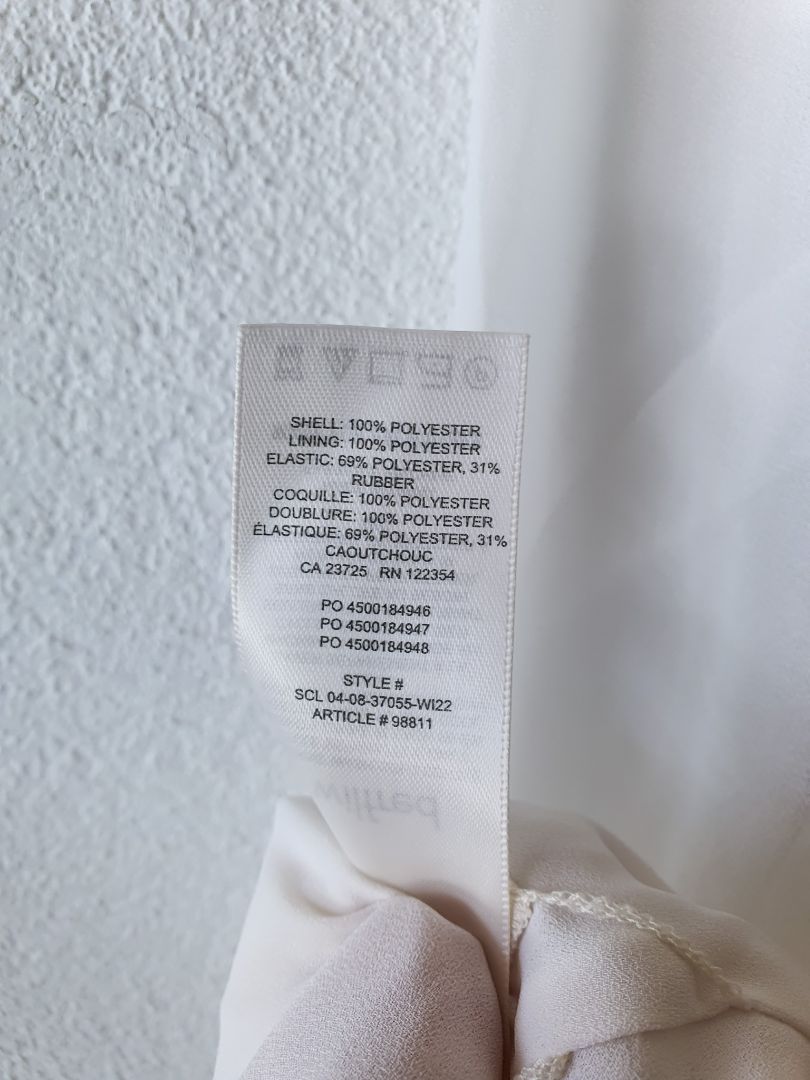 SHELL: 100% POLYESTER
LINING: 100% POLYESTER
ELASTIC: 69% POLYESTER, 31%
RUBBER
COQUILLE: 100% POLYESTER
DOUBLURE: 100% POLYESTER
ÉLASTIQUE: 69% POLYESTER, 31%
CAOUTCHOUC
CA 23725 RN 122354
PO 4500184946
PO 4500184947
PO 4500184948
STYLE #
SCL 04-08-37055-WI22
ARTICLE # 98811
wilfred